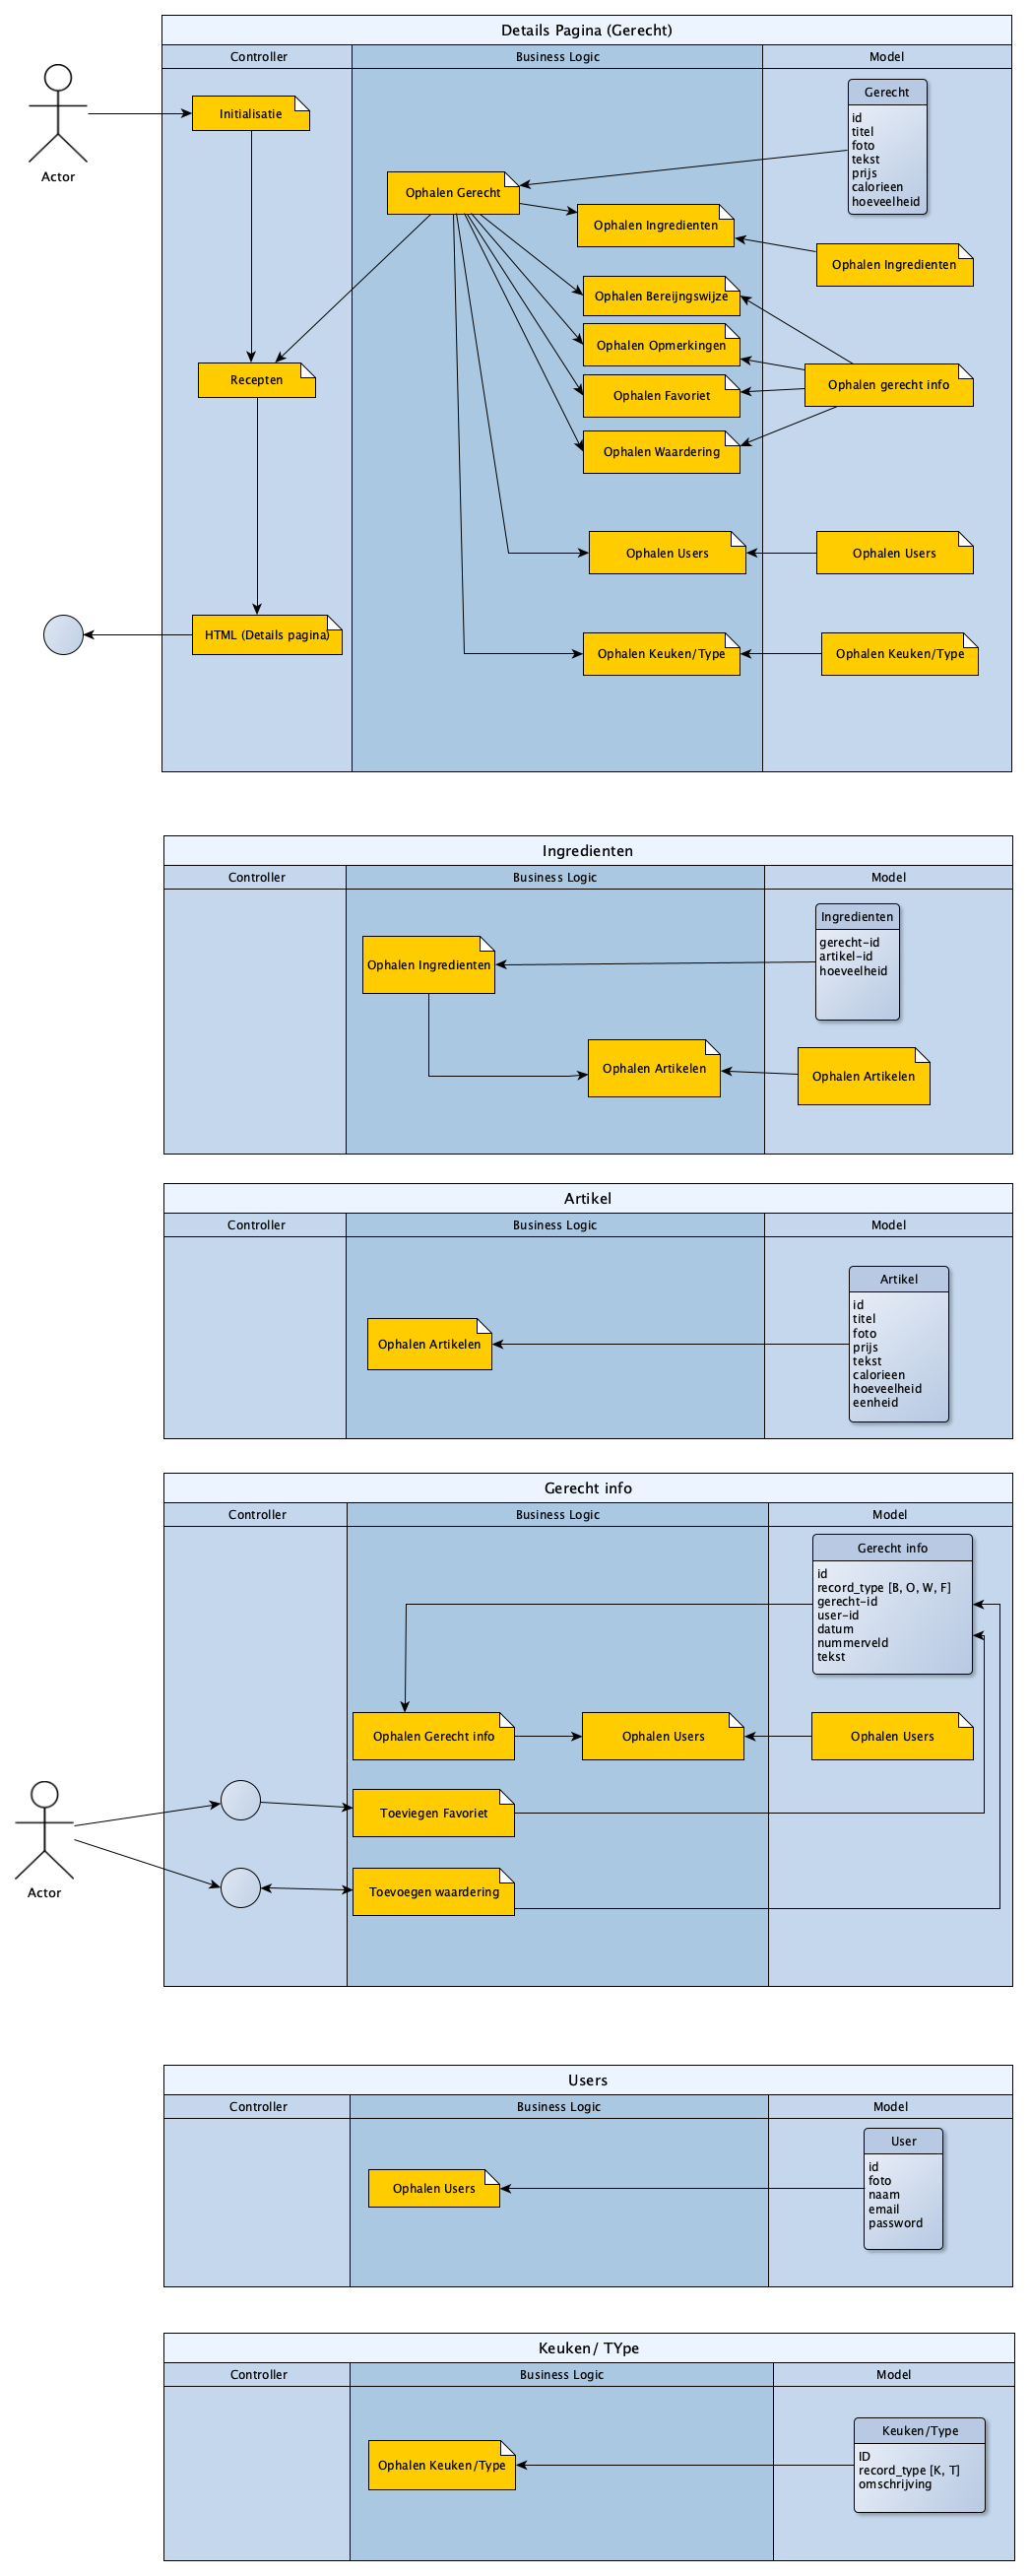 Details Pagina (Gerecht)
Controller
Business Logic
Model
Actor
Initialisatie
Gerecht
id
titel
foto
tekst
prijs
calorieen
hoeveelheid
Ophalen Gerecht
Ophalen Ingredienten
Ophalen Ingredienten
Ophalen Bereijngswijze
Ophalen Opmerkingen
Recepten
Ophalen Favoriet
Ophalen gerecht info
Ophalen Waardering
Ophalen Users
Ophalen Users
HTML (Details pagina)
Ophalen Keuken/Type
Ophalen Keuken/Type
Ingredienten
Controller
Business Logic
Model
Ingredienten
gerecht-id
artikel-id
hoeveelheid
Ophalen Ingredienten
Ophalen Artikelen
Ophalen Artikelen
Artikel
Controller
Business Logic
Model
Artikel
id
titel
foto
prijs
tekst
calorieen
hoeveelheid
eenheid
Ophalen Artikelen
Gerecht info
Controller
Business Logic
Model
Gerecht info
id
record_type [B, O, W, F]
gerecht-id
user-id
datum
nummerveld
tekst
Ophalen Gerecht info
Ophalen Users
Ophalen Users
Toeviegen Favoriet
Actor
Toevoegen waardering
Users
Controller
Business Logic
Model
User
id
foto
naam
email
password
Ophalen Users
Keuken/ TYpe
Controller
Business Logic
Model
Keuken/Type
ID
record_type [K, T]
omschrijving
Ophalen Keuken/Type